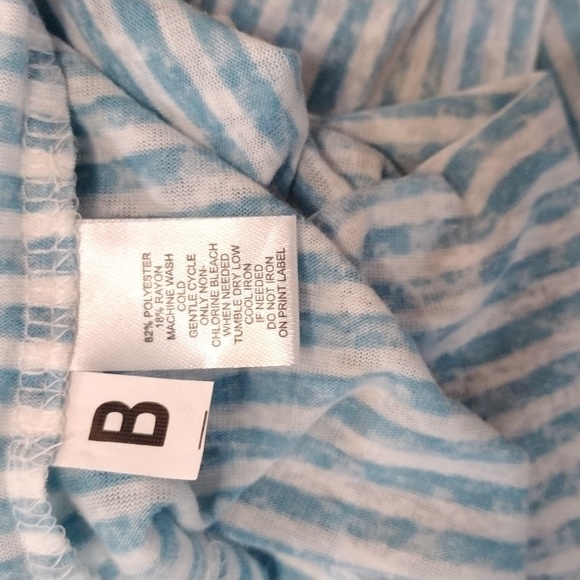 82% POLYESTER
18% RAYON
MACHINE WASH
COLD
GENTLE CYCLE
ONLY NON-
CHLORINE BLEACH
WHEN NEEDED
TUMBLE DRY LOW
COOL IRON
IF NEEDED
DO NOT IRON
ON PRINT LABEL
B